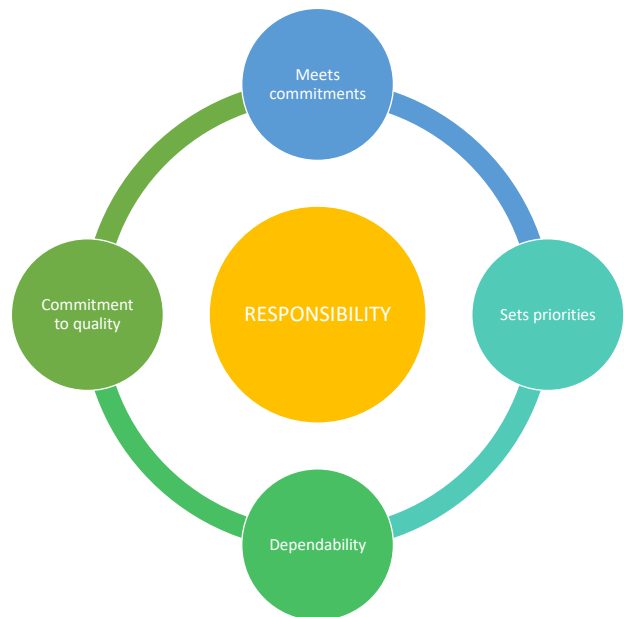 Meets
commitments
Commitment
to quality
RESPONSIBILITY
Sets priorities
Dependability